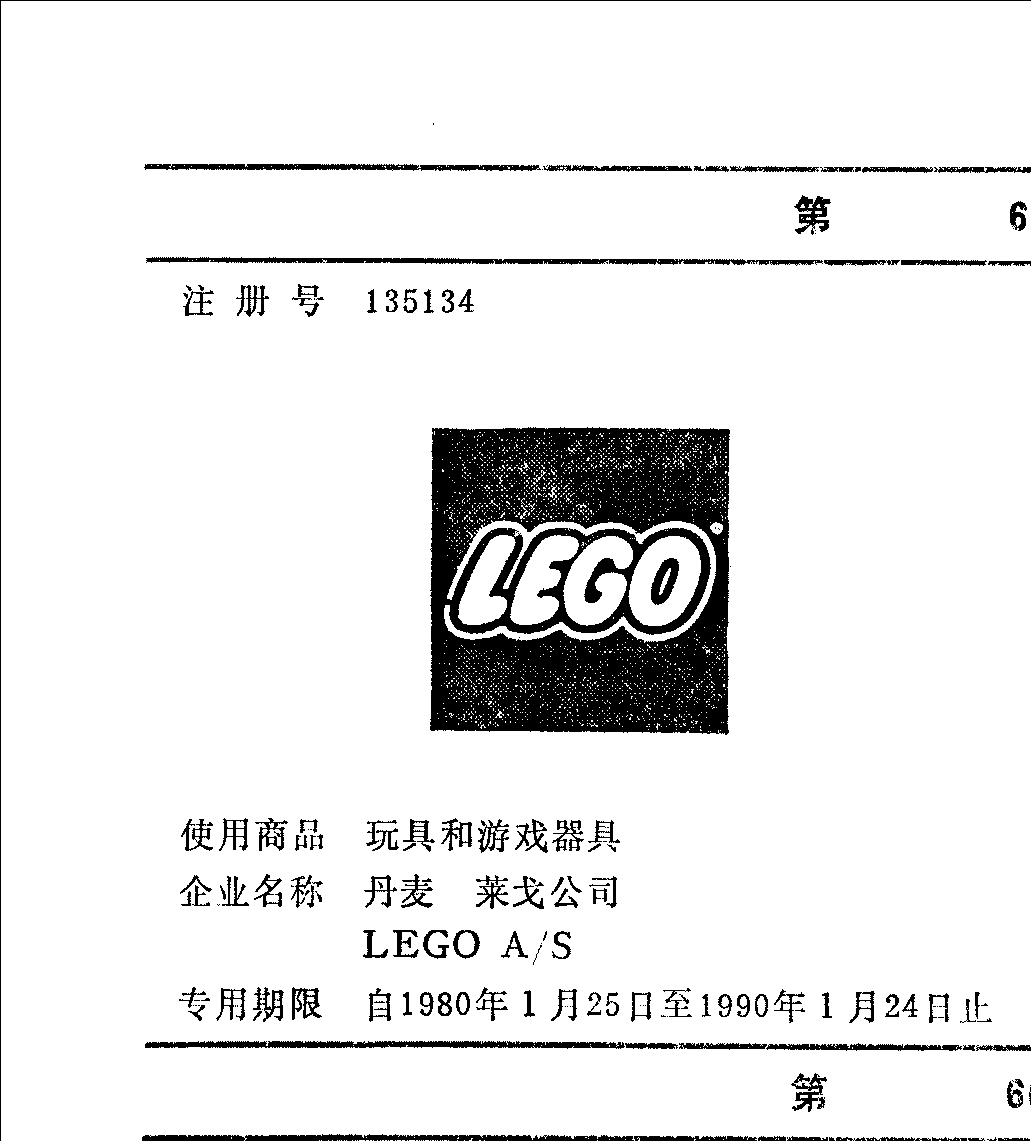 第 6
注 册 号 135134
LEGO
使用商品 玩具和游戏器具
企业名称 丹麦 莱戈公司
LEGO A/S
专用期限 自1980年1月25日至1990年1月24日止
第 6